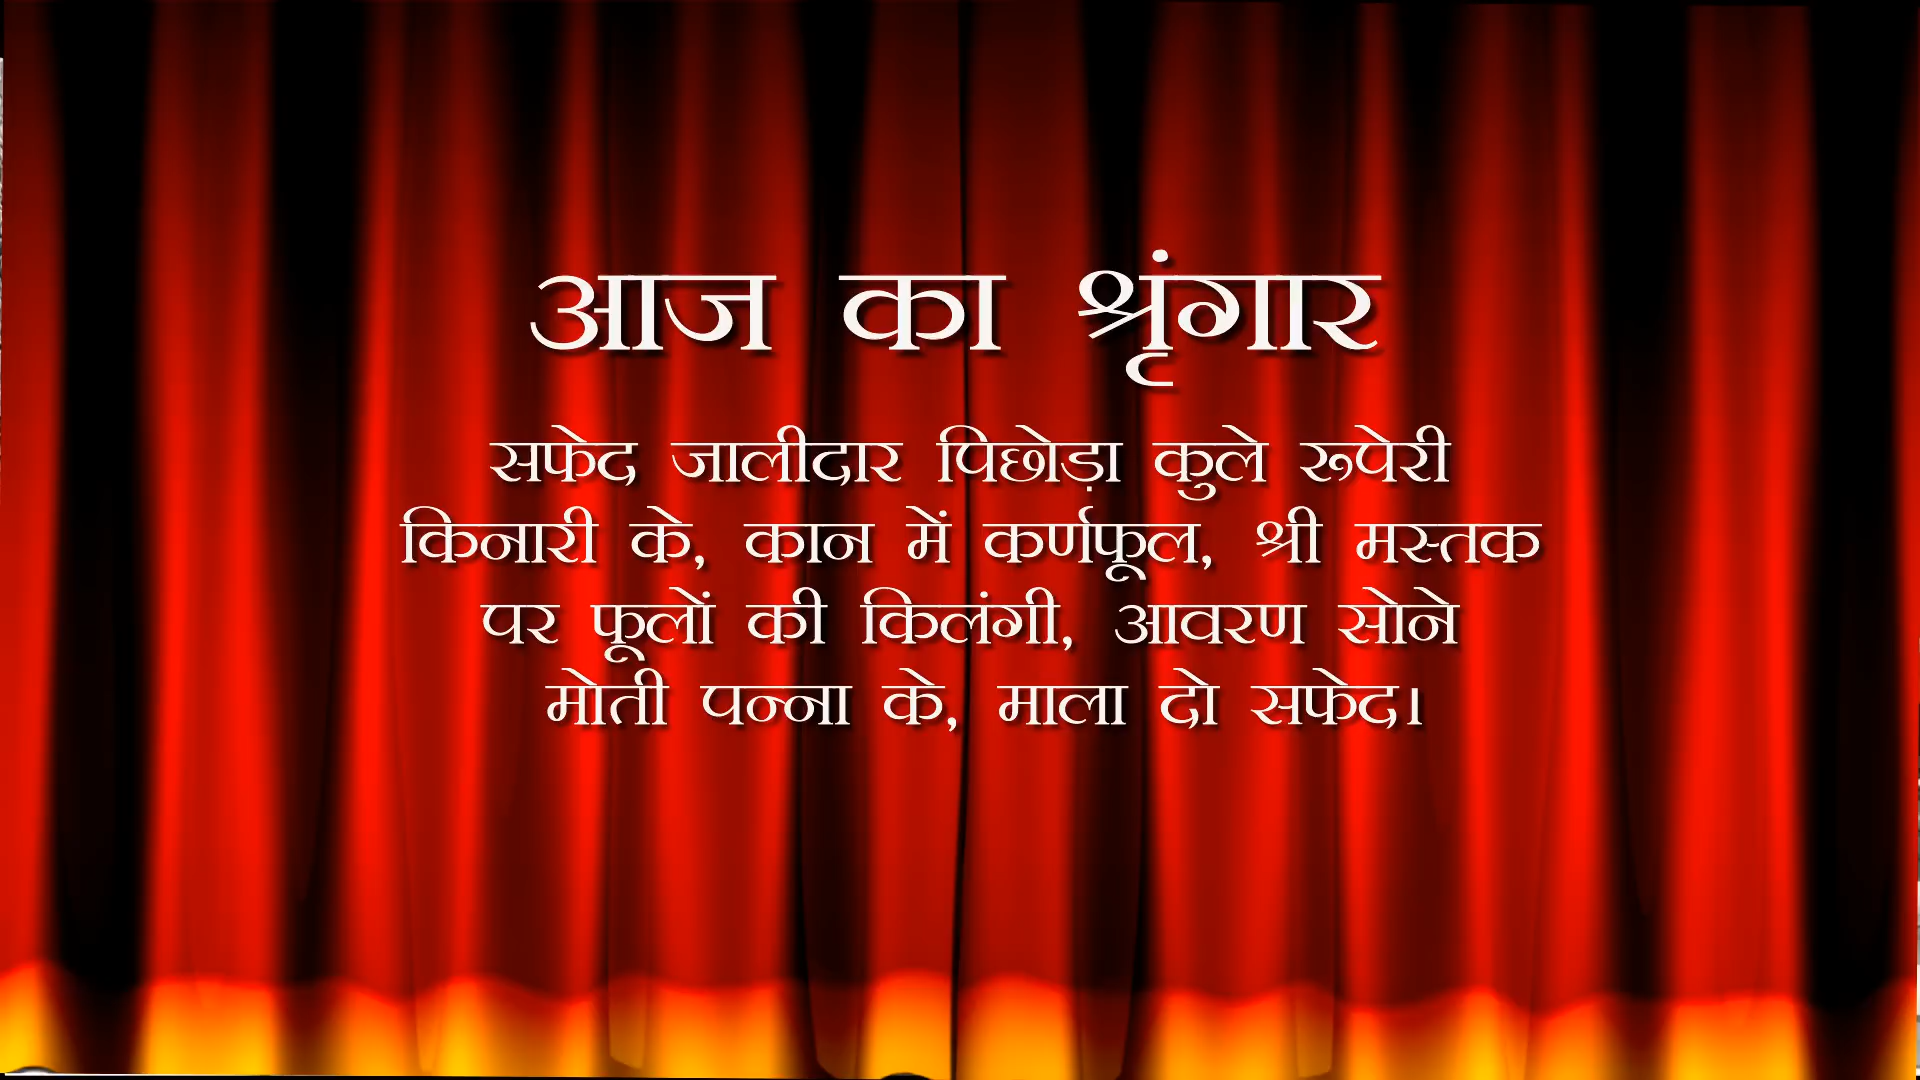 आज का श्रृंगार
सफेद जालीदार पिछोड़ा कुले रूपेरी
किनारी के, कान में कर्णफूल, श्री मस्तक
पर फूलों की किलंगी, आवरण सोने
मोती पन्ना के, माला दो सफेद।